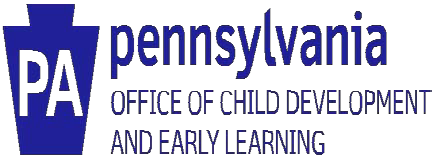 PA
pennsylvania
OFFICE OF CHILD DEVELOPMENT
AND EARLY LEARNING